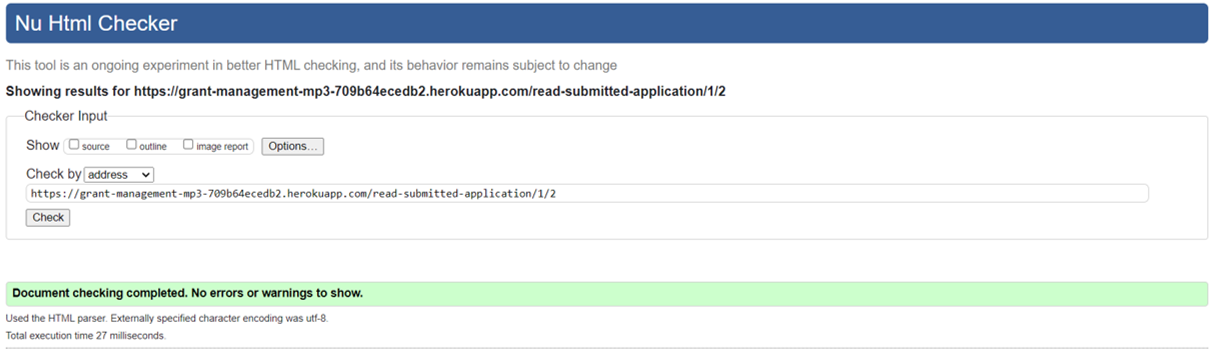 Nu Html Checker
This tool is an ongoing experiment in better HTML checking, and its behavior remains subject to change
Showing results for https://grant-management-mp3-709b64ecedb2.herokuapp.com/read-submitted-application/1/2
Checker Input
Show source outline image report Options...
Check by address
https://grant-management-mp3-709b64ecedb2.herokuapp.com/read-submitted-application/1/2
Check
Document checking completed. No errors or warnings to show.
Used the HTML parser. Externally specified character encoding was utf-8.
Total execution time 27 milliseconds.